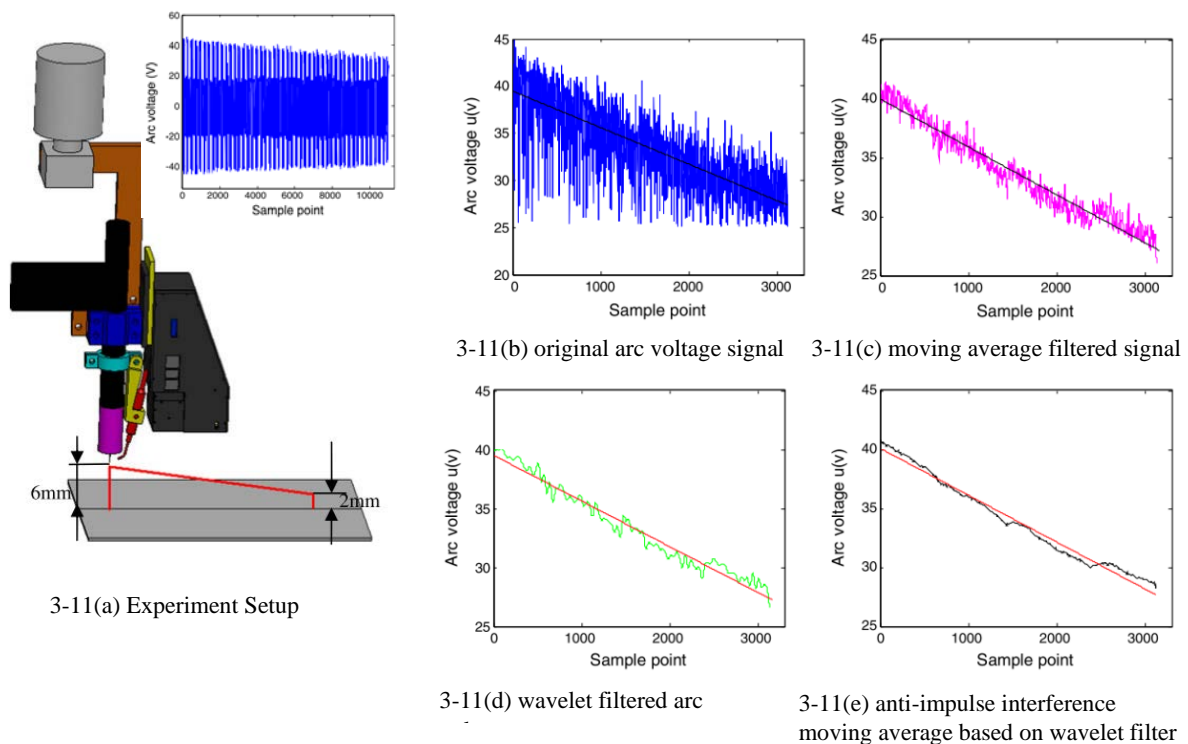 60
40
20
0
-20
-40
-60
Arc voltage (V)
0 2000 4000 6000 8000 10000
Sample point
6mm
2mm
3-11(a) Experiment Setup
45
40
35
30
25
20
Arc voltage u(v)
0 1000 2000 3000
Sample point
3-11(b) original arc voltage signal
45
40
35
30
25
Arc voltage u(v)
0 1000 2000 3000
Sample point
3-11(c) moving average filtered signal
45
40
35
30
25
Arc voltage u(v)
0 1000 2000 3000
Sample point
3-11(d) wavelet filtered arc
45
40
35
30
25
Arc voltage u(v)
0 1000 2000 3000
Sample point
3-11(e) anti-impulse interference
moving average based on wavelet filter